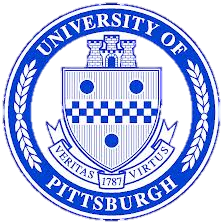 UNIVERSITY OF
PITTSBURGH
VERITAS VIRTUS
1787